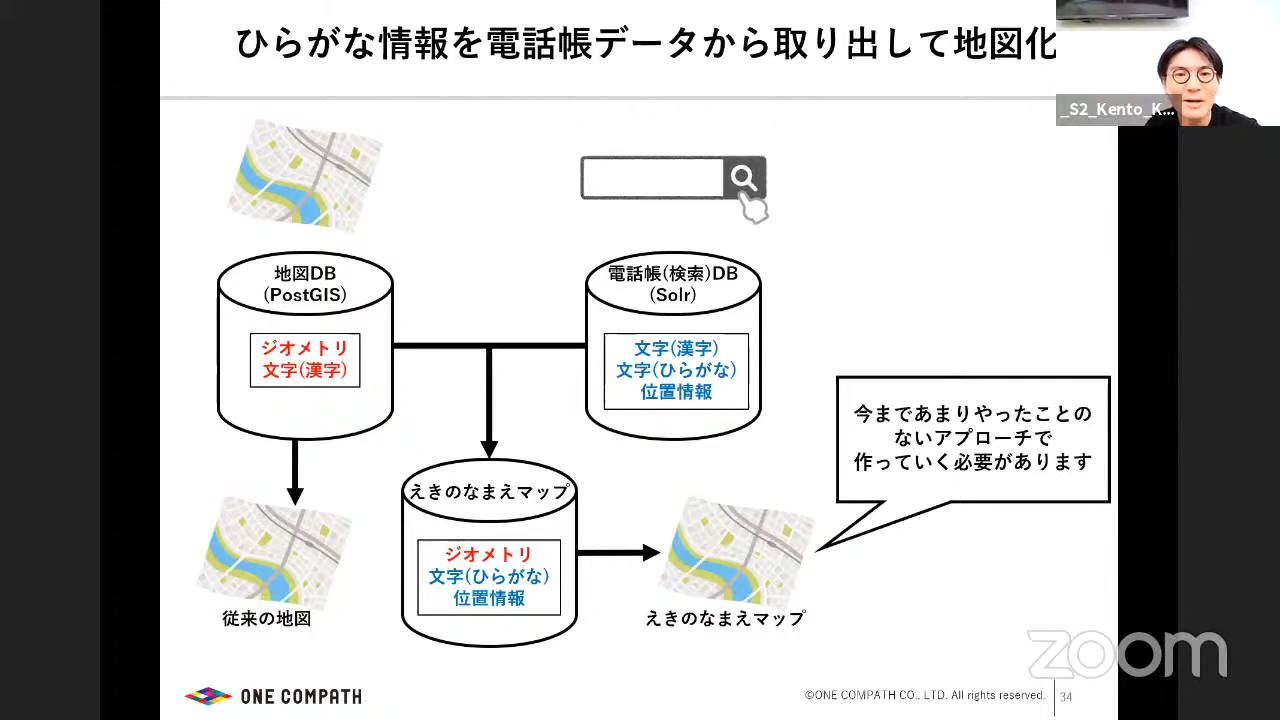 ひらがな情報を電話帳データから取り出して地図化
_S2_Kento_K...
地図DB
(PostGIS)
ジオメトリ
文字(漢字)
電話帳(検索)DB
(Solr)
文字(漢字)
文字(ひらがな)
位置情報
今まであまりやったことの
ないアプローチで
作っていく必要があります
えきのなまえマップ
ジオメトリ
文字(ひらがな)
位置情報
従来の地図
えきのなまえマップ
zoom
ONE COMPATH
©ONE COMPATH CO., LTD. All rights reserved.
34